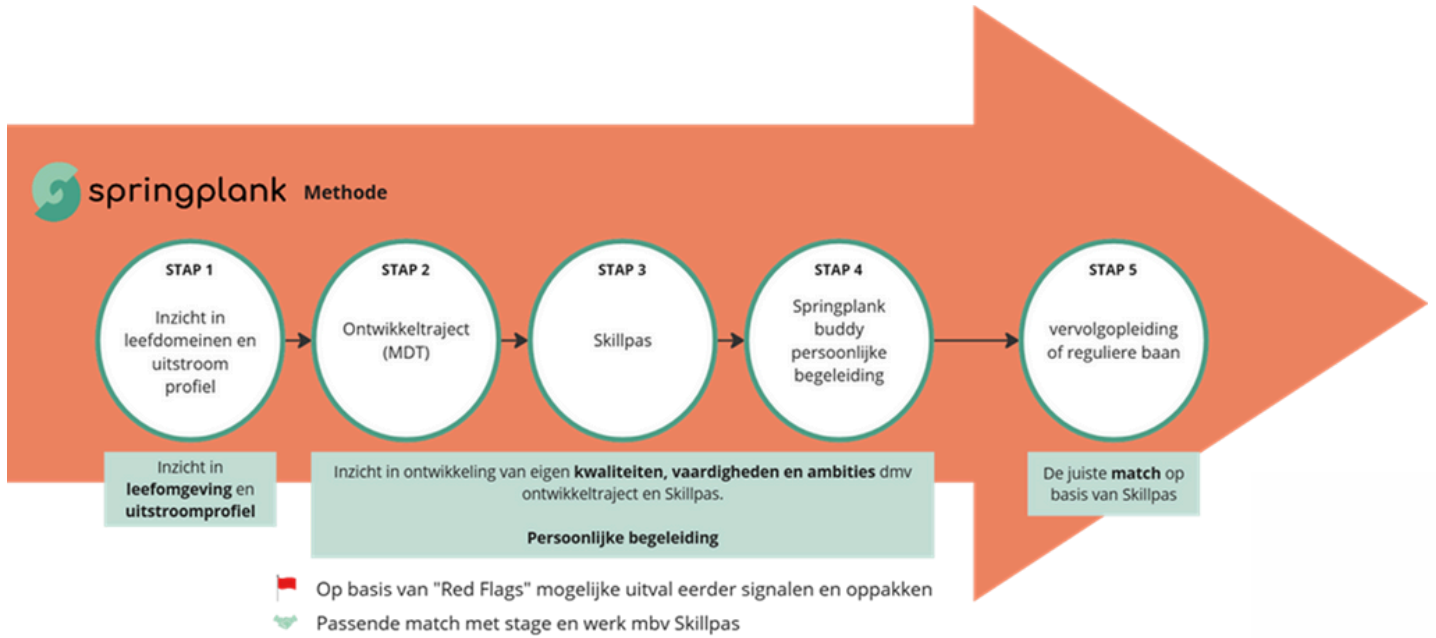 springplank Methode
STAP 1
Inzicht in
leefdomeinen en
uitstroom
profiel
STAP 2
Ontwikkeltraject
(MDT)
STAP 3
Skillpas
STAP 4
Springplank
buddy
persoonlijke
begeleiding
STAP 5
vervolgopleiding
of reguliere baan
Inzicht in
leefomgeving en
uitstroomprofiel
Inzicht in ontwikkeling van eigen kwaliteiten, vaardigheden en ambities dmv
ontwikkeltraject en Skillpas.
Persoonlijke begeleiding
De juiste match op
basis van Skillpas
Op basis van "Red Flags" mogelijke uitval eerder signalen en oppakken
Passende match met stage en werk mbv Skillpas